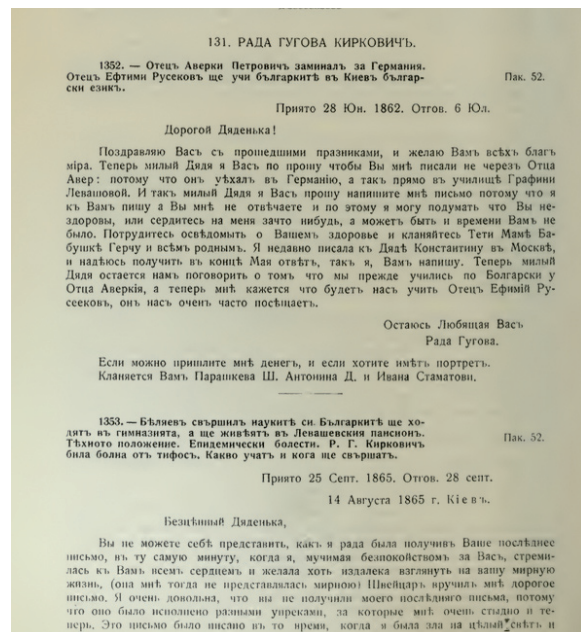 131. РАДА ГУГОВА КИРКОВИЧЪ.
1352. — Отецъ Аверки Петровичъ заминалъ за Германия.
Отецъ Ефтими Русековъ ще учи българкитѣ въ Киевъ българ-
ски езикъ.
Пак. 52.
Прието 28 Юн. 1862. Отгов. 6 Юл.
Дорогой Дяденька!
Поздравляю Васъ съ прошедшими празниками, и желаю Вамъ всѣхъ благъ
міра. Теперь милый Дядя я Васъ по прошу чтобы Вы мнѣ писали не черезъ Отца
Авер: потому что онъ уѣхалъ въ Германію, а такъ прямо въ училищѣ Графини
Левашовой. И такъ милый Дядя я Васъ прошу напишите мнѣ письмо потому что я
къ Вамъ пишу а Вы мнѣ не отвѣчаете и по этому я могу подумать что Вы не-
здоровы, или сердитесь на меня зачто нибудь, а можетъ быть и времени Вамъ не
было. Потрудитесь освѣдомить о Вашемъ здоровье и кланяйтесь Тети Мамѣ Ба-
бушкѣ Герчу и всѣмъ роднымъ. Я недавно писала къ Дядѣ Константину въ Москвѣ,
и надѣюсь получить въ концѣ Мая отвѣтъ, такъ я, Вамъ напишу. Теперь милый
Дядя остается намъ поговорить о томъ что мы прежде учились по Болгарски у
Отца Аверкія, а теперь мнѣ кажется что будетъ насъ учить Отецъ Ефимій Ру-
сеековъ, онъ насъ оченъ часто посѣщаетъ.
Остаюсь Любящая Васъ
Рада Гугова.
Если можно пришлите мнѣ денегъ, и если хотите имѣть портретъ.
Кланяется Вамъ Парашкева Ш. Антонина Д. и Ивана Стаматови.
1353. — Бѣляевъ свършилъ наукитѣ си. Българкитѣ ще хо-
дятъ въ гимназията, а ще живѣятъ въ Левашевския пансионъ.
Тѣхното положение. Епидемически болести. Р. Г. Кирковичъ
била болна отъ тифосъ. Какво учатъ и кога ще свършатъ.
Пак. 52.
Прието 25 Септ. 1865. Отгов. 28 септ.
14 Августа 1865 г. Кіевъ.
Безцѣнный Дяденька,
Вы не можете себѣ представить, какъ я рада была получивъ Ваше послѣднее
письмо, въ ту самую минуту, когда я, мучимая безпокойствомъ за Васъ, стреми-
лась къ Вамъ всемъ сердцемъ и желала хоть издалека взглянуть на вашу мирную
жизнь, (она мнѣ тогда не представлялась мирною) Швейцаръ вручилъ мнѣ дорогое
письмо. Я очень довольна, что вы не получили моего послѣдняго письма, потому
что оно было исполнено разными упреками, за которые мнѣ очень стыдно и те-
перь. Это письмо было писано въ то время, когда я была зла на цѣлый свѣтъ и